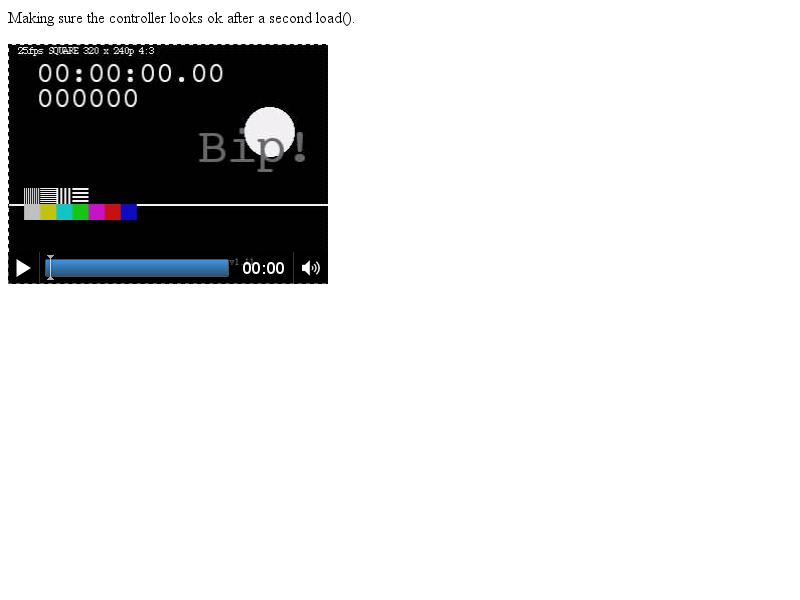 Making sure the controller looks ok after a second load().
25fps SQUARE 320 x 240p 4:3
00:00:00.00
000000
Bip!
00:00